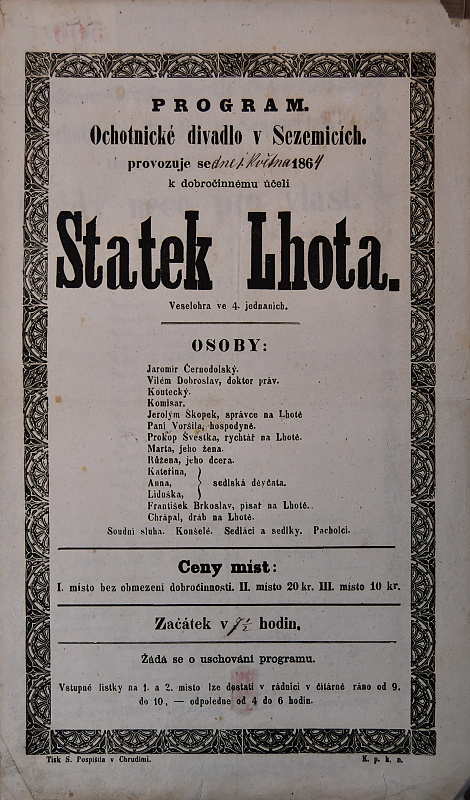 PROGRAM.
Ochotnické divadlo v Sezemicích.
provozuje se dne 1. Května 1864
k dobročinnému účeli
Statek Lhota.
Veselohra ve 4. jednaních.
OSOBY:
Jaromír Černodolský.
Vilém Dobroslav, doktor práv.
Koutecký.
Komisar.
Jerolým Skopek, správce na Lhotě
Paní Voršila, hospodyně.
Prokop Švestka, rychtář na Lhotě.
Marta, jeho žena.
Růžena, jeho dcera.
Kateřina,
Anna, } sedlská děvčata.
Liduška,
František Brkoslav, písař na Lhotě.
Chrápal, dráb na Lhotě.
Soudní sluha. Konšelé. Sedláci a sedlky. Pacholci.
Ceny míst:
I. místo bez obmezení dobročinnosti. II. místo 20 kr. III. místo 10 kr.
Začátek v 7½ hodin.
Žádá se o uschování programu.
Vstupné lístky na 1. a 2. místo lze dostati v rádnici v čítárně ráno od 9.
do 10., — odpoledne od 4 do 6 hodin.
Tisk S. Pospíšila v Chrudimi.
K. p. k. n.